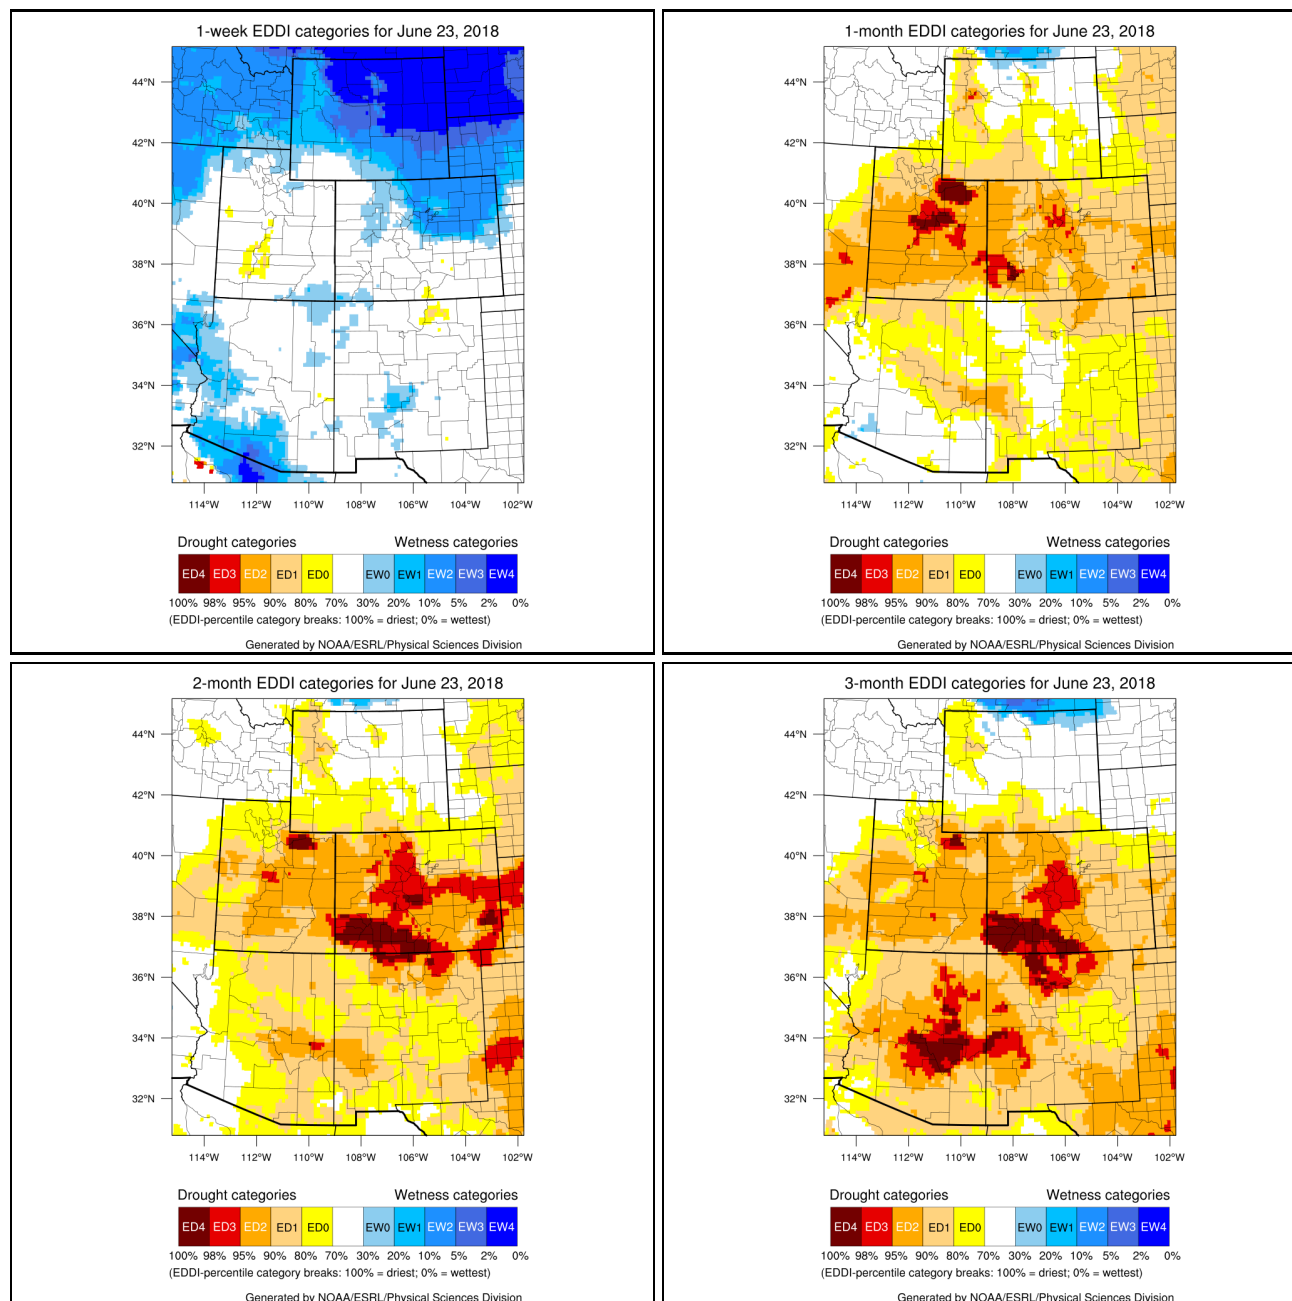 1-week EDDI categories for June 23, 2018
44°N
42°N
40°N
38°N
36°N
34°N
32°N
114°W 112°W 110°W 108°W 106°W 104°W 102°W
Drought categories Wetness categories
ED4 ED3 ED2 ED1 ED0 EW0 EW1 EW2 EW3 EW4
100% 98% 95% 90% 80% 70% 30% 20% 10% 5% 2% 0%
(EDDI-percentile category breaks: 100% = driest; 0% = wettest)
Generated by NOAA/ESRL/Physical Sciences Division
1-month EDDI categories for June 23, 2018
44°N
42°N
40°N
38°N
36°N
34°N
32°N
114°W 112°W 110°W 108°W 106°W 104°W 102°W
Drought categories Wetness categories
ED4 ED3 ED2 ED1 ED0 EW0 EW1 EW2 EW3 EW4
100% 98% 95% 90% 80% 70% 30% 20% 10% 5% 2% 0%
(EDDI-percentile category breaks: 100% = driest; 0% = wettest)
Generated by NOAA/ESRL/Physical Sciences Division
2-month EDDI categories for June 23, 2018
44°N
42°N
40°N
38°N
36°N
34°N
32°N
114°W 112°W 110°W 108°W 106°W 104°W 102°W
Drought categories Wetness categories
ED4 ED3 ED2 ED1 ED0 EW0 EW1 EW2 EW3 EW4
100% 98% 95% 90% 80% 70% 30% 20% 10% 5% 2% 0%
(EDDI-percentile category breaks: 100% = driest; 0% = wettest)
Generated by NOAA/ESRL/Physical Sciences Division
3-month EDDI categories for June 23, 2018
44°N
42°N
40°N
38°N
36°N
34°N
32°N
114°W 112°W 110°W 108°W 106°W 104°W 102°W
Drought categories Wetness categories
ED4 ED3 ED2 ED1 ED0 EW0 EW1 EW2 EW3 EW4
100% 98% 95% 90% 80% 70% 30% 20% 10% 5% 2% 0%
(EDDI-percentile category breaks: 100% = driest; 0% = wettest)
Generated by NOAA/ESRL/Physical Sciences Division